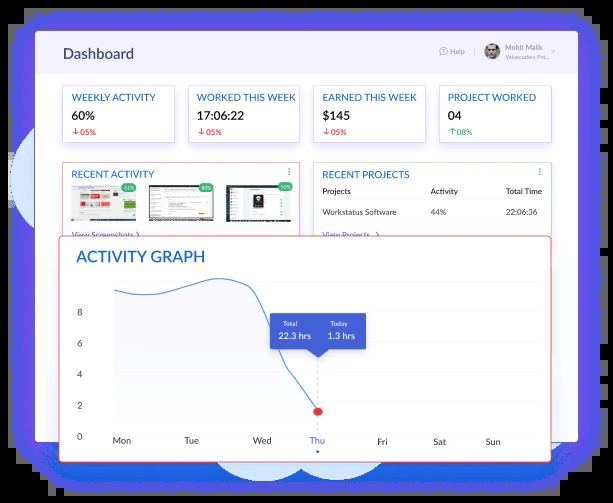 Dashboard
Help
Mohit Malik
Valuecoders Pvt..
WEEKLY ACTIVITY
60%
05%
WORKED THIS WEEK
17:06:22
05%
EARNED THIS WEEK
$145
05%
PROJECT WORKED
04
08%
RECENT ACTIVITY
61%
80%
55%
View Screenshots
RECENT PROJECTS
Projects Activity Total Time
Workstatus Software 44% 22:06:36
View Projects
ACTIVITY GRAPH
Total Today
22.3 hrs 1.3 hrs
8
6
4
2
0
Mon Tue Wed Thu Fri Sat Sun